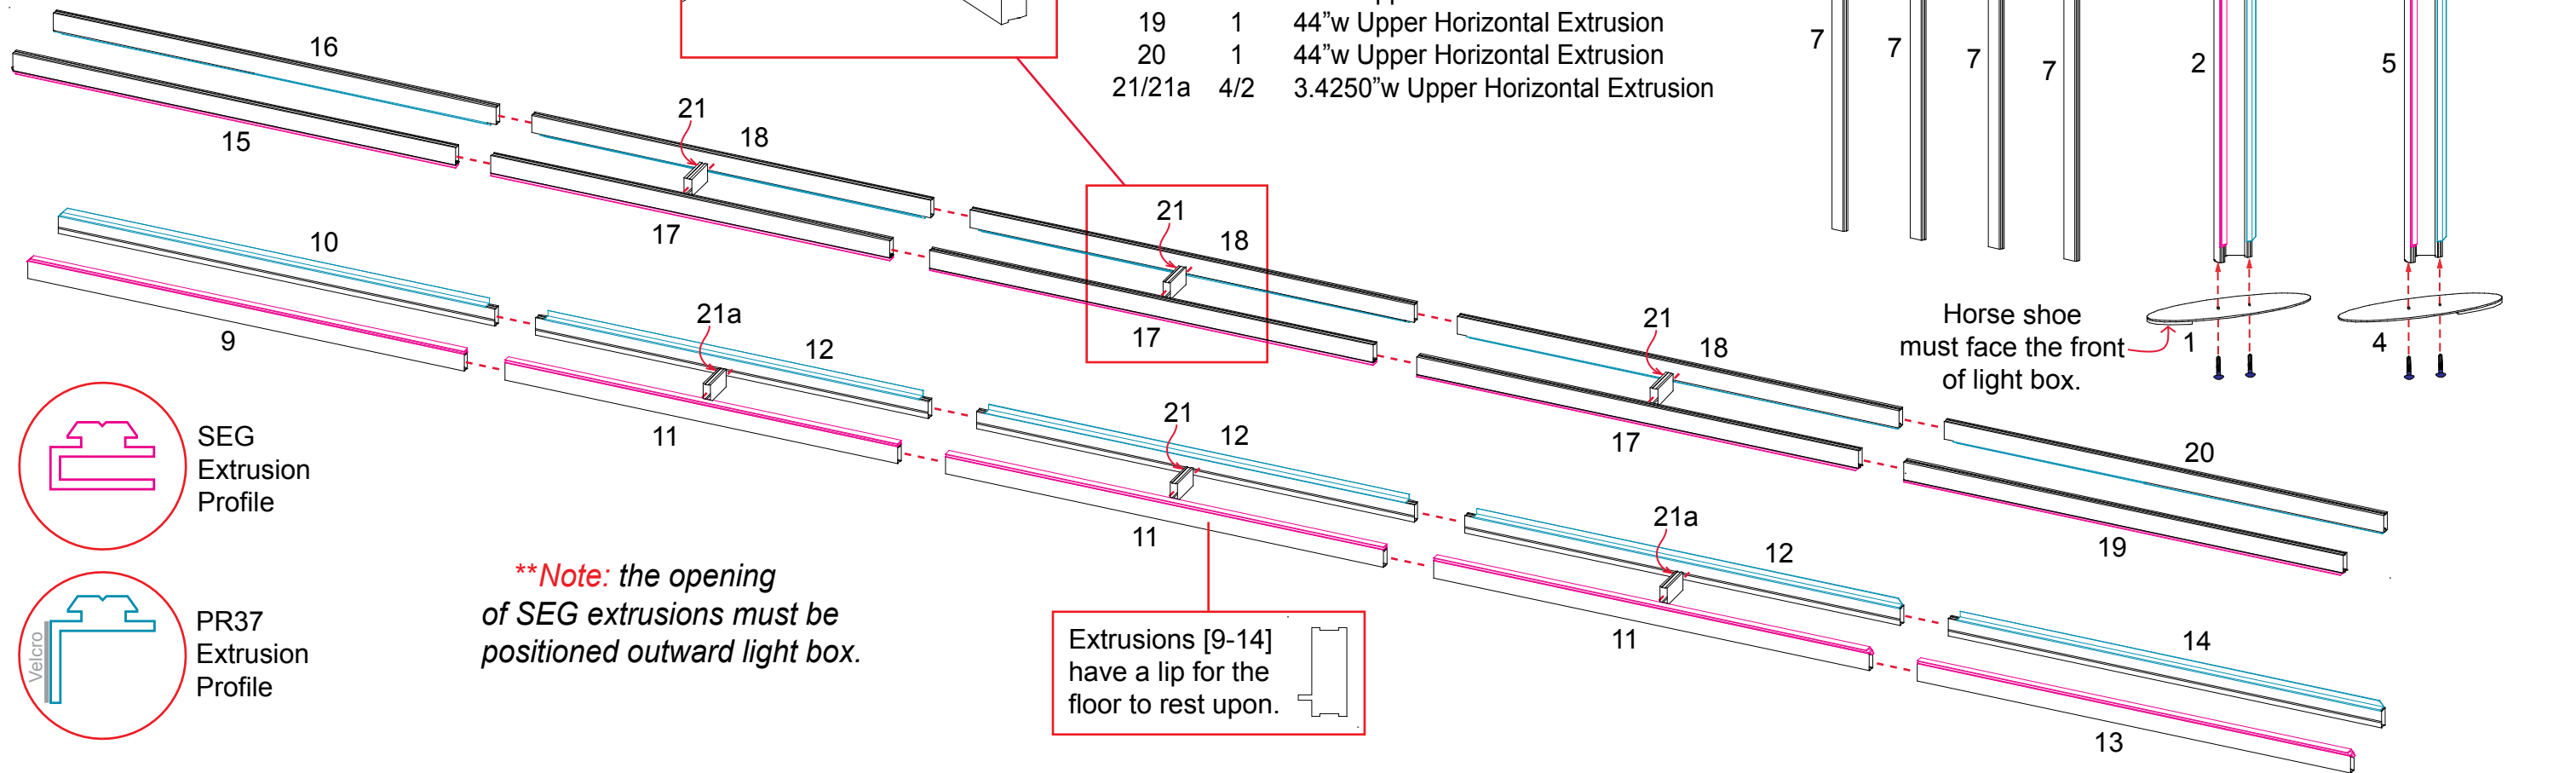 19 1 44”w Upper Horizontal Extrusion
20 1 44”w Upper Horizontal Extrusion
21/21a 4/2 3.4250”w Upper Horizontal Extrusion
7
7
7
7
2
5
16
15
21
18
17
21
18
17
21
18
17
20
19
10
9
21a
12
11
21
12
11
21a
12
11
14
13
Horse shoe
must face the front
of light box.
1
4
SEG
Extrusion
Profile
Velcro
PR37
Extrusion
Profile
**Note: the opening
of SEG extrusions must be
positioned outward light box.
Extrusions [9-14]
have a lip for the
floor to rest upon.